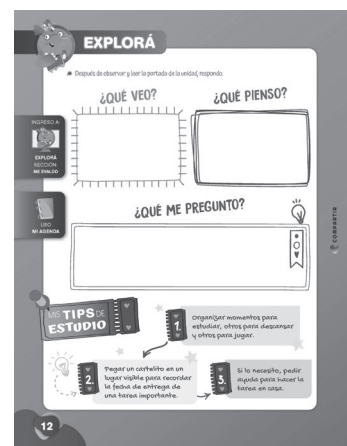 EXPLORÁ
Después de observar y leer la portada de la unidad, respondo.
¿QUÉ VEO?
¿QUÉ PIENSO?
INGRESO A:
EXPLORÁ
SECCIÓN:
ME EVALÚO
USO
MI AGENDA
¿QUÉ ME PREGUNTO?
COMPARTIR
MIS TIPS DE
ESTUDIO
1.
Organizar momentos para
estudiar, otros para descansar
y otros para jugar.
2.
Pegar un cartelito en un
lugar visible para recordar
la fecha de entrega de
una tarea importante.
3.
Si lo necesito, pedir
ayuda para hacer la
tarea en casa.
12